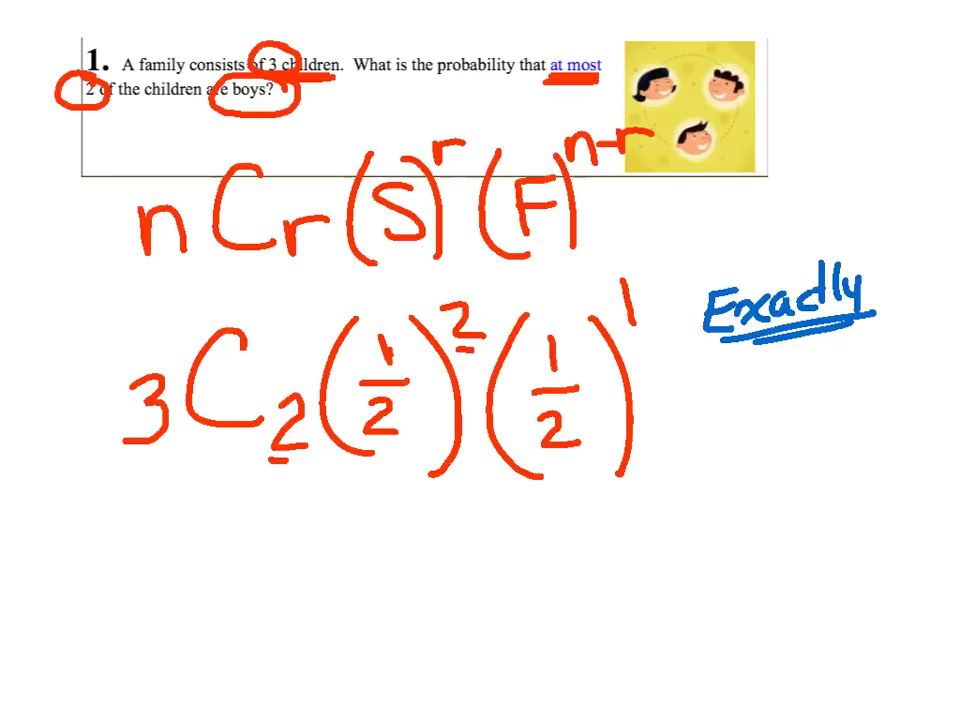 1. A family consists of 3 children. What is the probability that at most
2 of the children are boys?
nCr(S)^r (F)^n-r
Exactly
3C2(1/2)^2 (1/2)^1